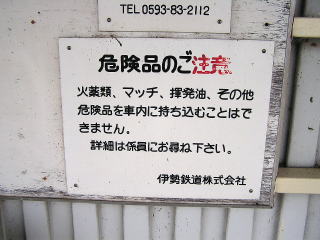 TEL 0593-83-2112
危険品のご注意
火薬類、マッチ、揮発油、その他
危険品を車内に持ち込むことはで
きません。
詳細は係員にお尋ね下さい。
伊勢鉄道株式会社